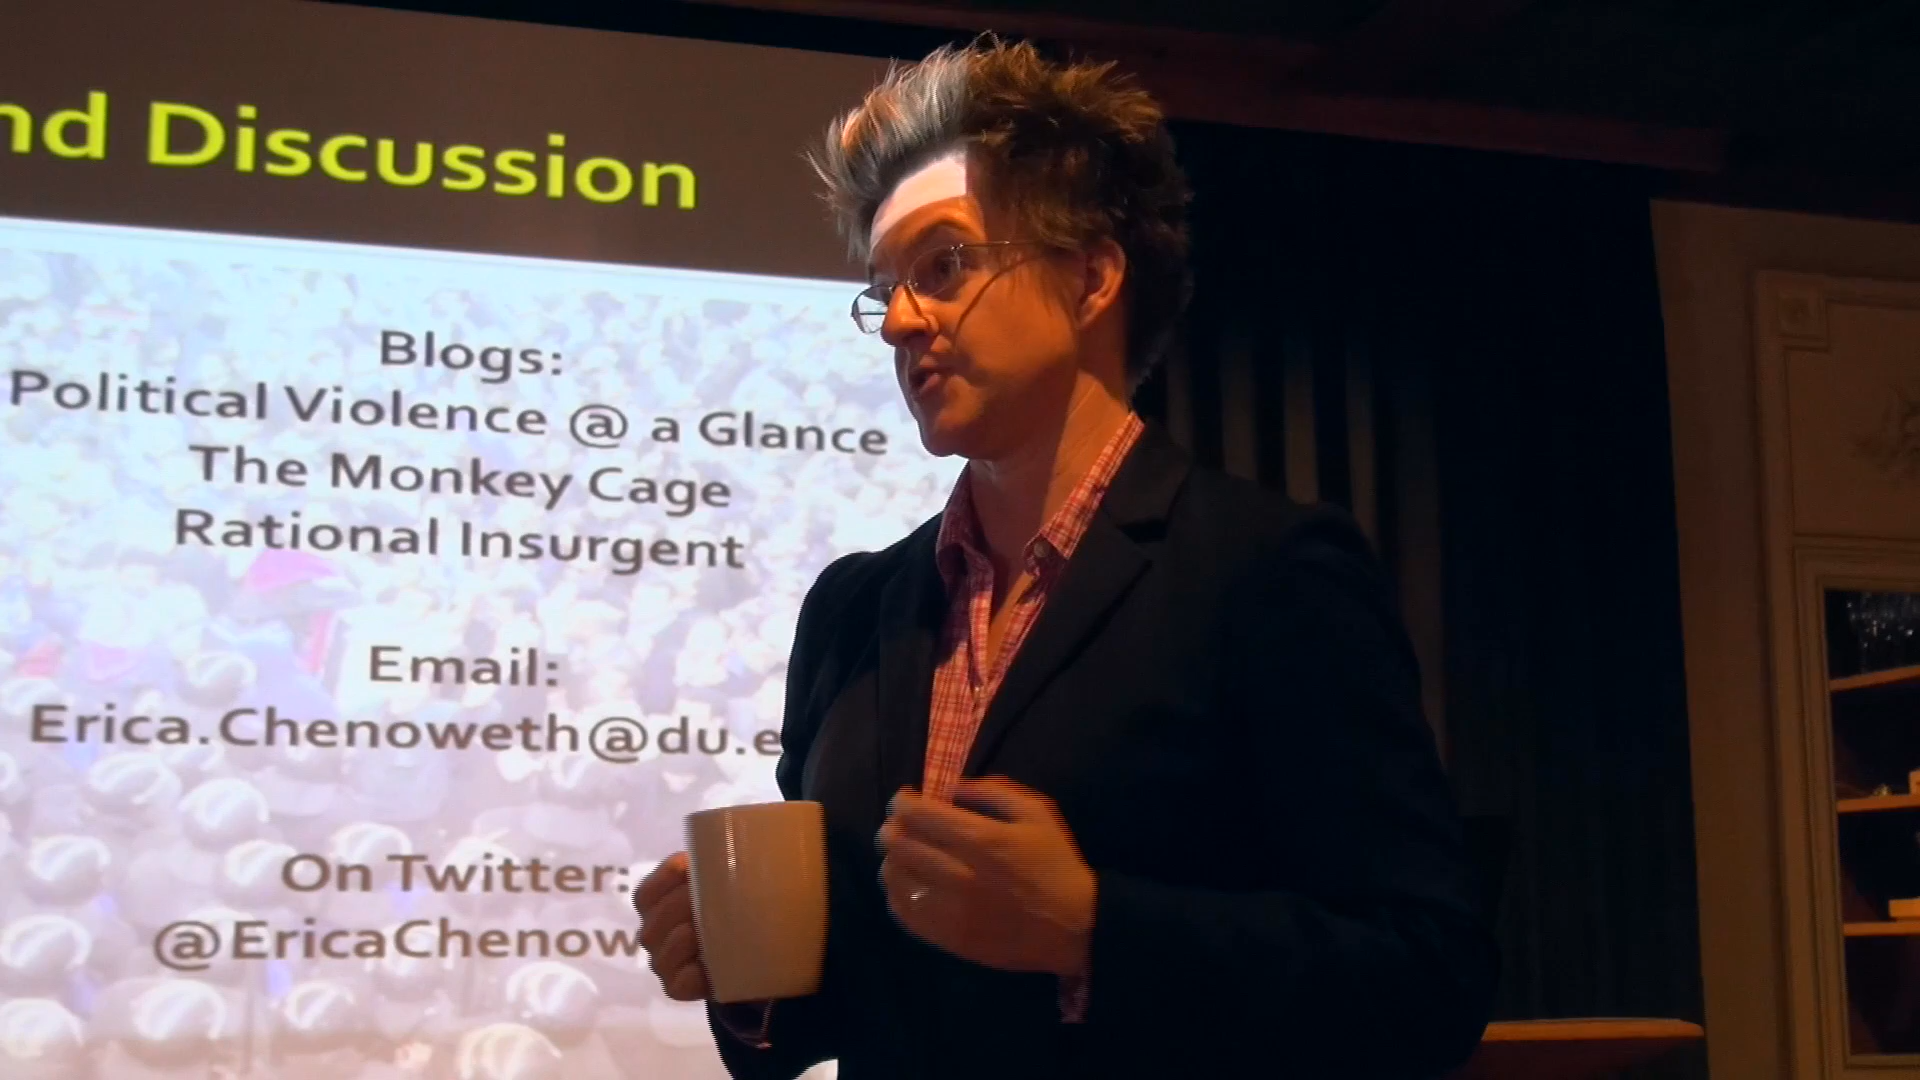 nd Discussion
Blogs:
Political Violence @ a Glance
The Monkey Cage
Rational Insurgent
Email:
Erica.Chenoweth@du.e
On Twitter:
@EricaChenow